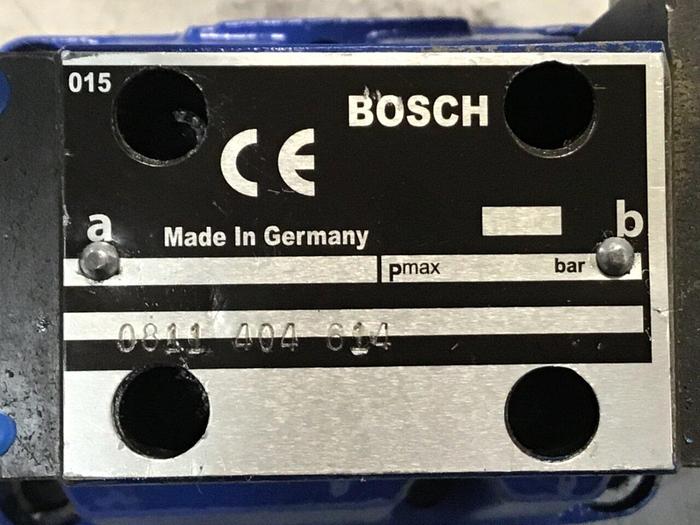 015
BOSCH
CE
a
b
Made In Germany
Pmax bar
0811 404 614